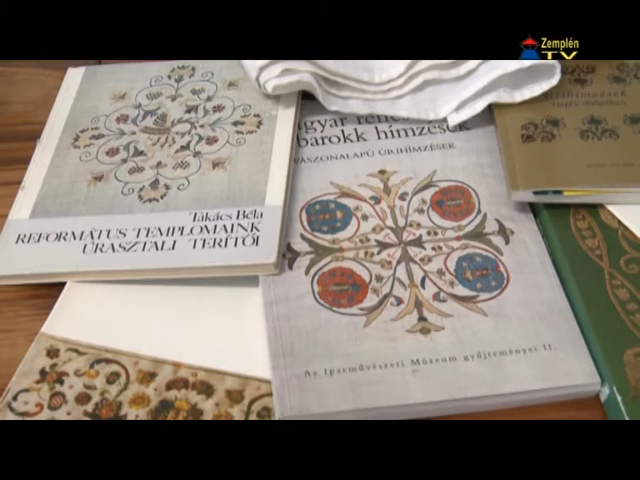 Zemplén
TV
Takács Béla
REFORMÁTUS TEMPLOMAINK
ÚRASZTALI TERÍTŐI
barokk hímzések
VÁSZONALAPÚ ÚRIHÍMZÉSEK
Az Iparművészeti Múzeum gyűjteményei II.